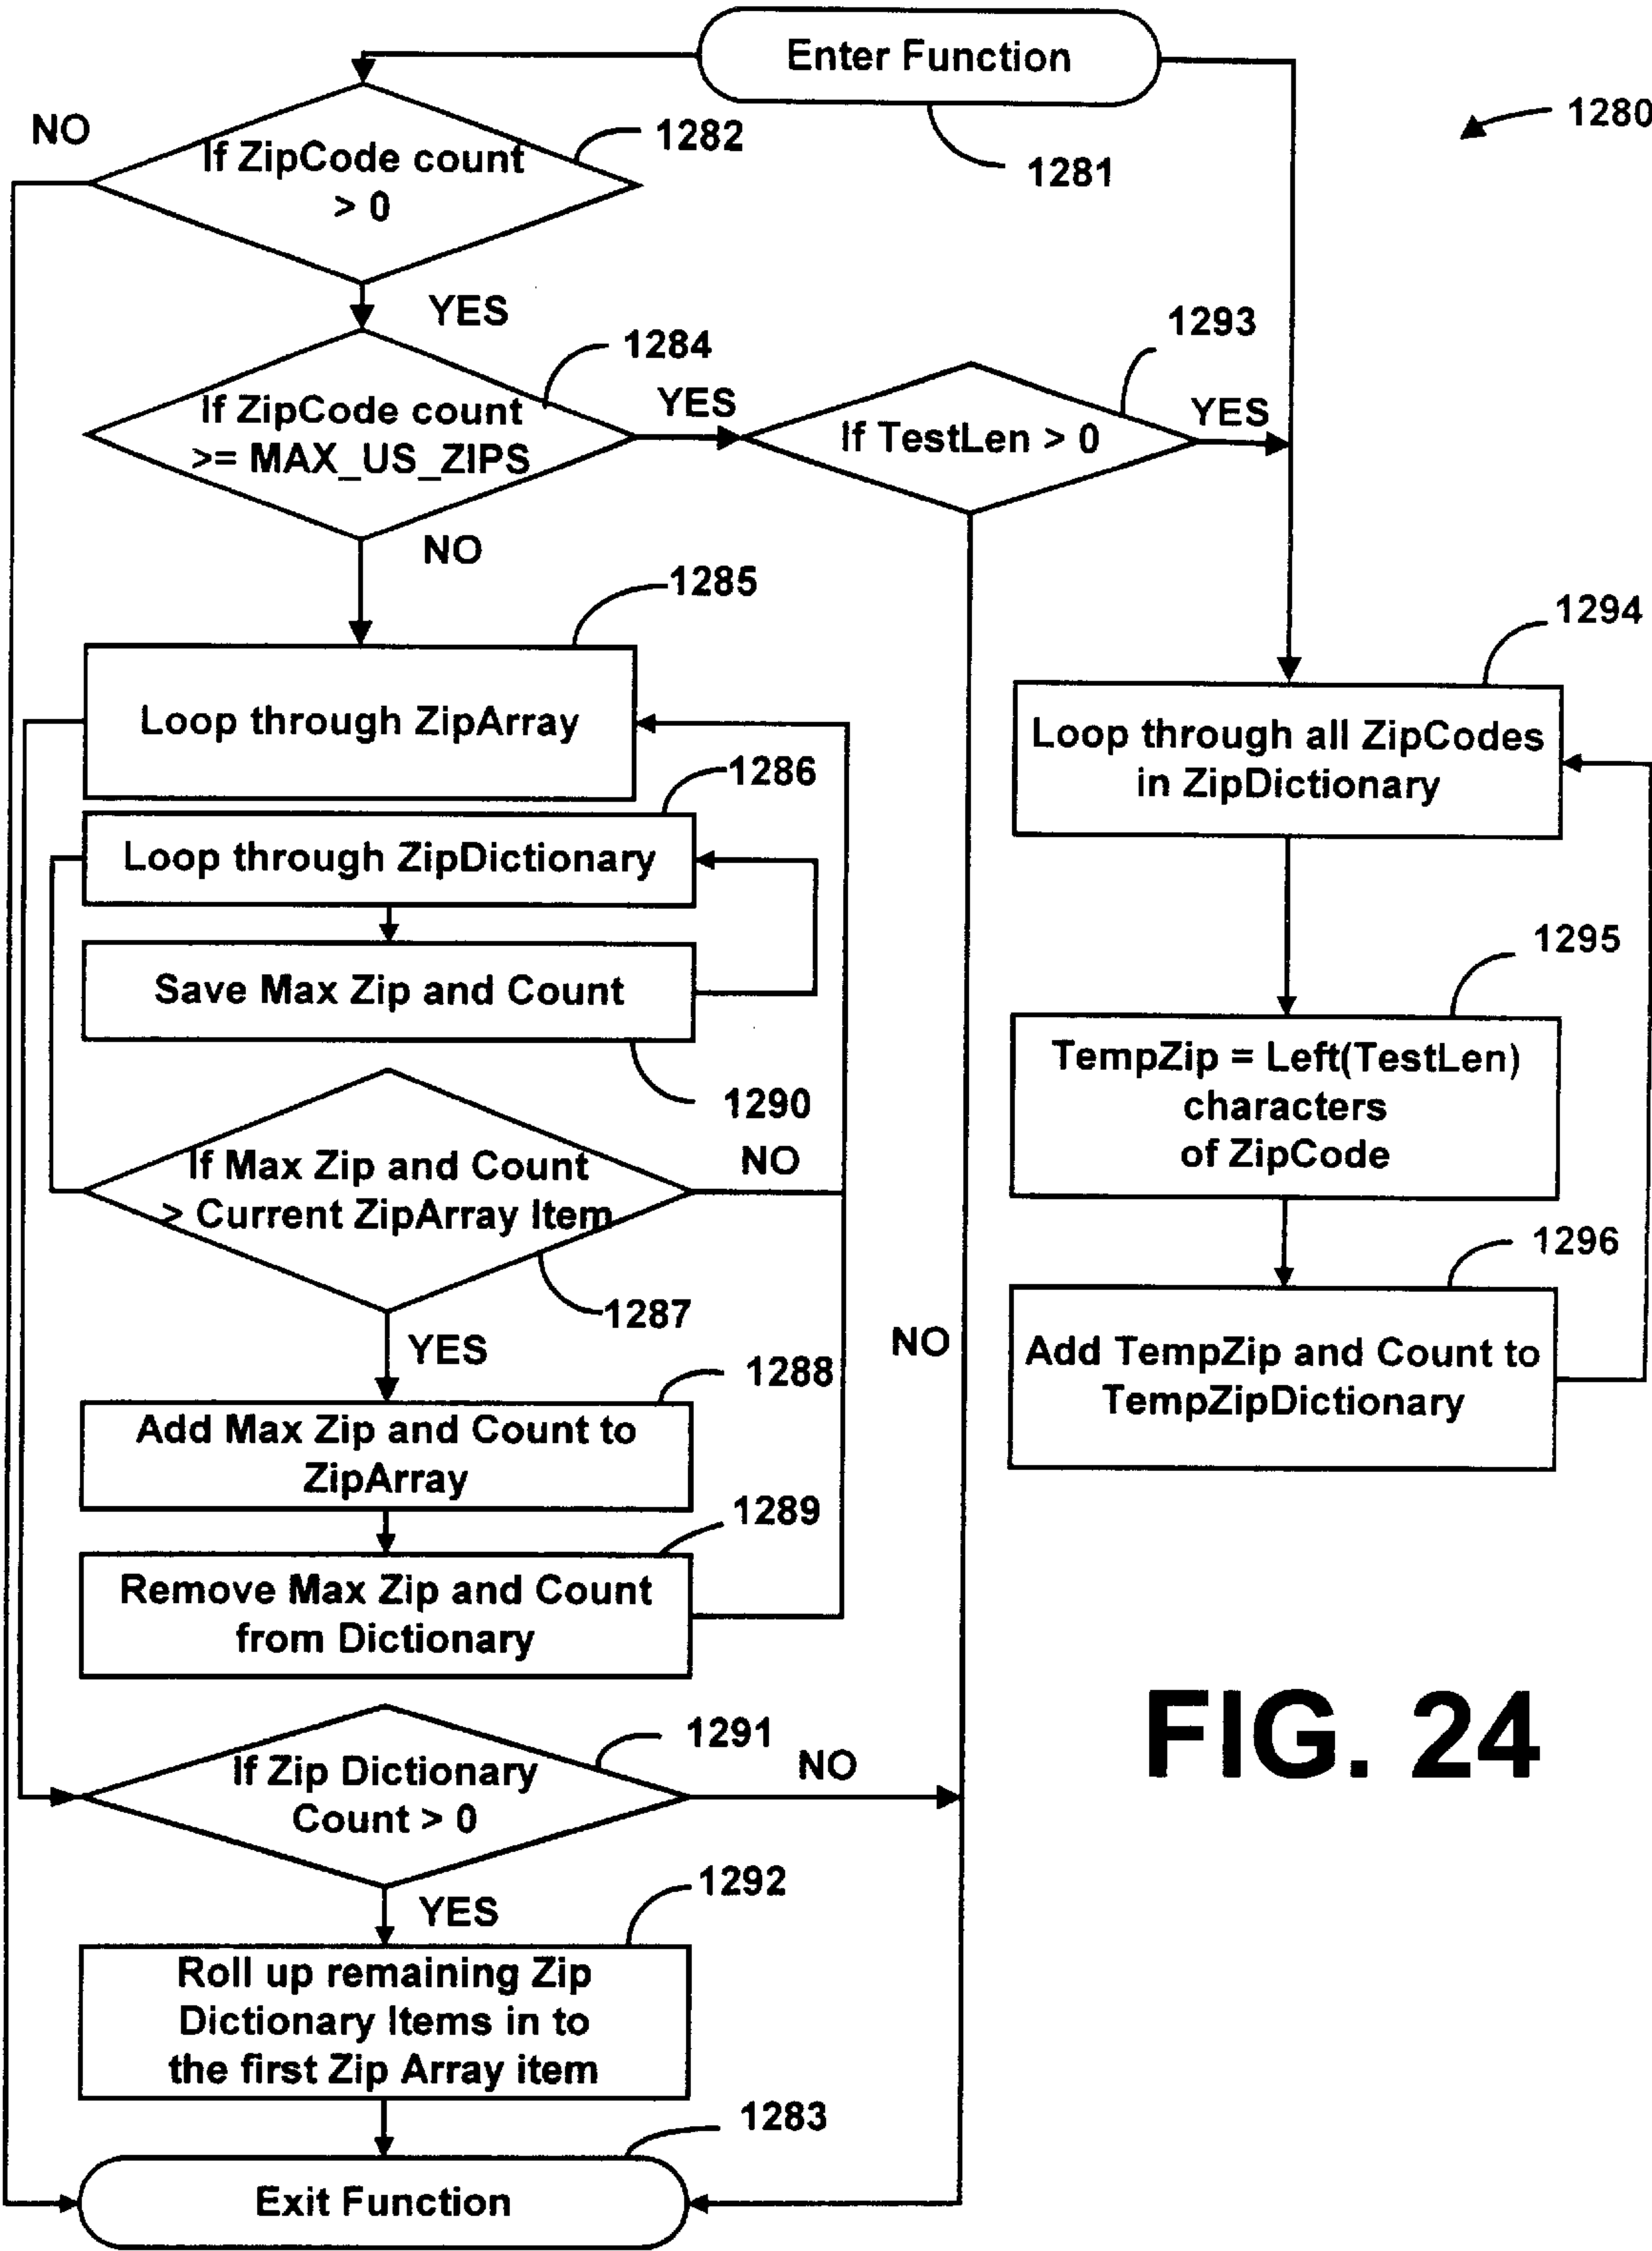 Enter Function
1280
1281
NO
1282
If ZipCode count
> 0
YES
1284
If ZipCode count
>= MAX_US_ZIPS
YES
1293
If TestLen > 0
YES
NO
1285
Loop through ZipArray
1294
Loop through all ZipCodes
in ZipDictionary
1286
Loop through ZipDictionary
Save Max Zip and Count
1290
1295
TempZip = Left(TestLen)
characters
of ZipCode
If Max Zip and Count
> Current ZipArray Item
NO
1287
YES
1296
Add TempZip and Count to
TempZipDictionary
NO
1288
Add Max Zip and Count to
ZipArray
1289
Remove Max Zip and Count
from Dictionary
1291
If Zip Dictionary
Count > 0
NO
YES
1292
Roll up remaining Zip
Dictionary Items in to
the first Zip Array item
1283
Exit Function
FIG. 24